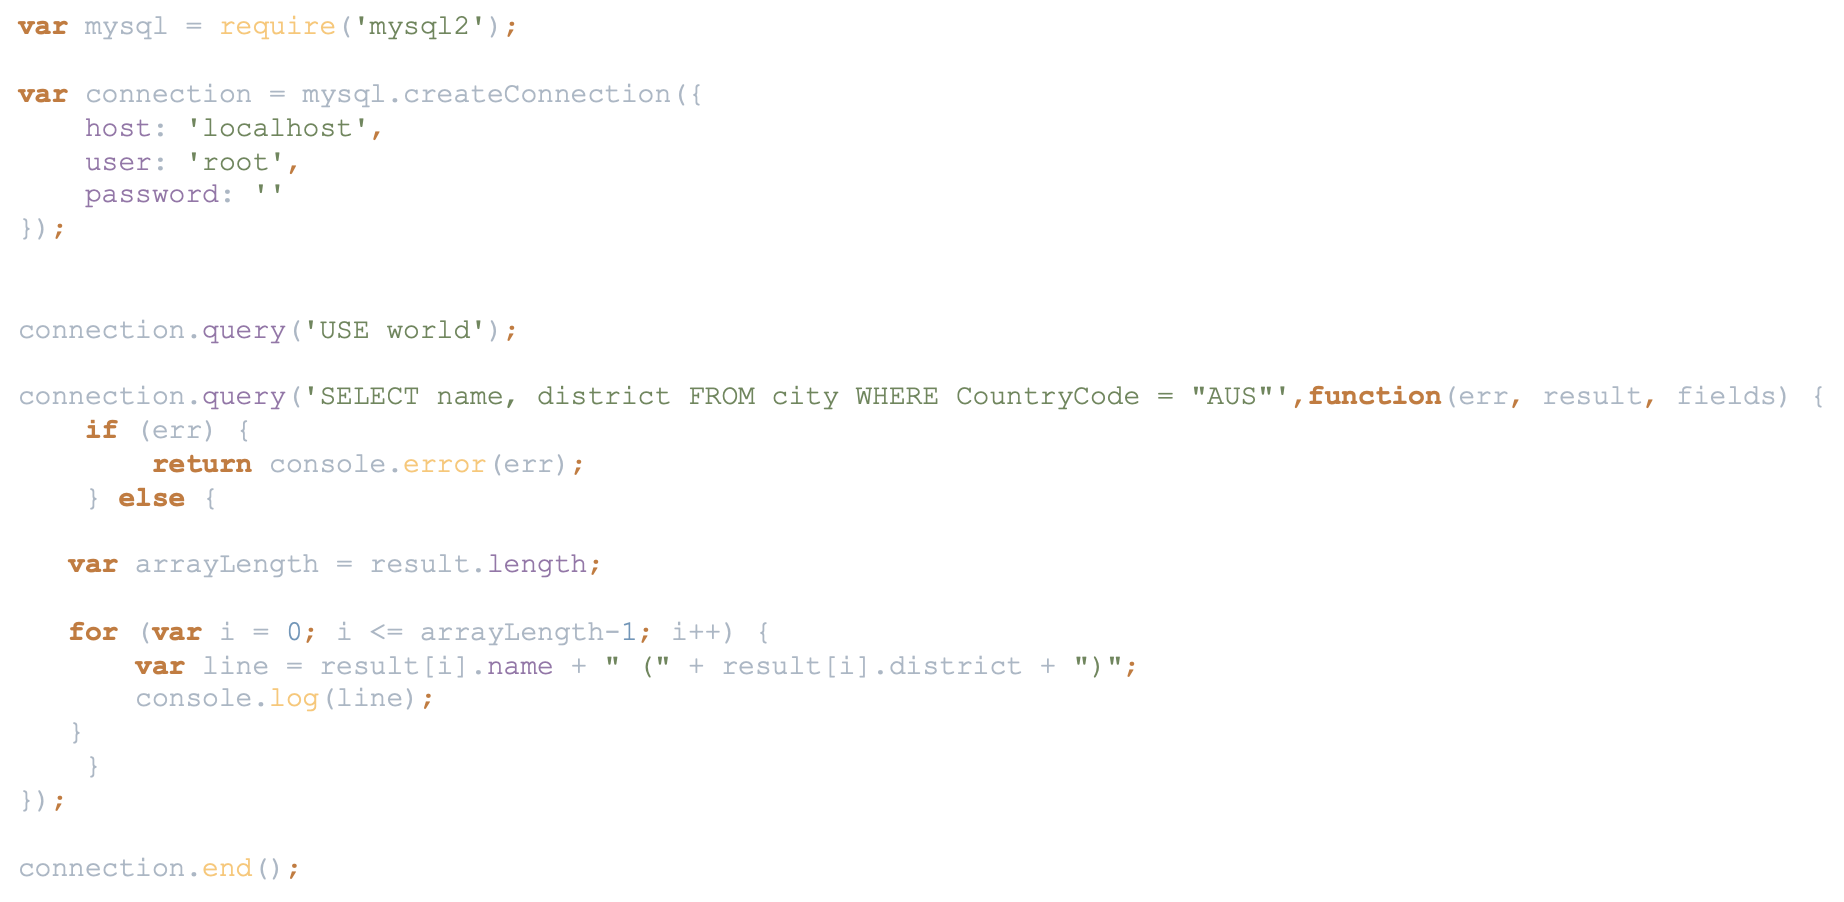 var mysql = require('mysql2');
var connection = mysql.createConnection({
    host: 'localhost',
    user: 'root',
    password: ''
});
connection.query('USE world');
connection.query('SELECT name, district FROM city WHERE CountryCode = "AUS"',function(err, result, fields) {
    if (err) {
        return console.error(err);
    } else {
   var arrayLength = result.length;
   for (var i = 0; i <= arrayLength-1; i++) {
       var line = result[i].name + " (" + result[i].district + ")";
       console.log(line);
   }
    }
});
connection.end();